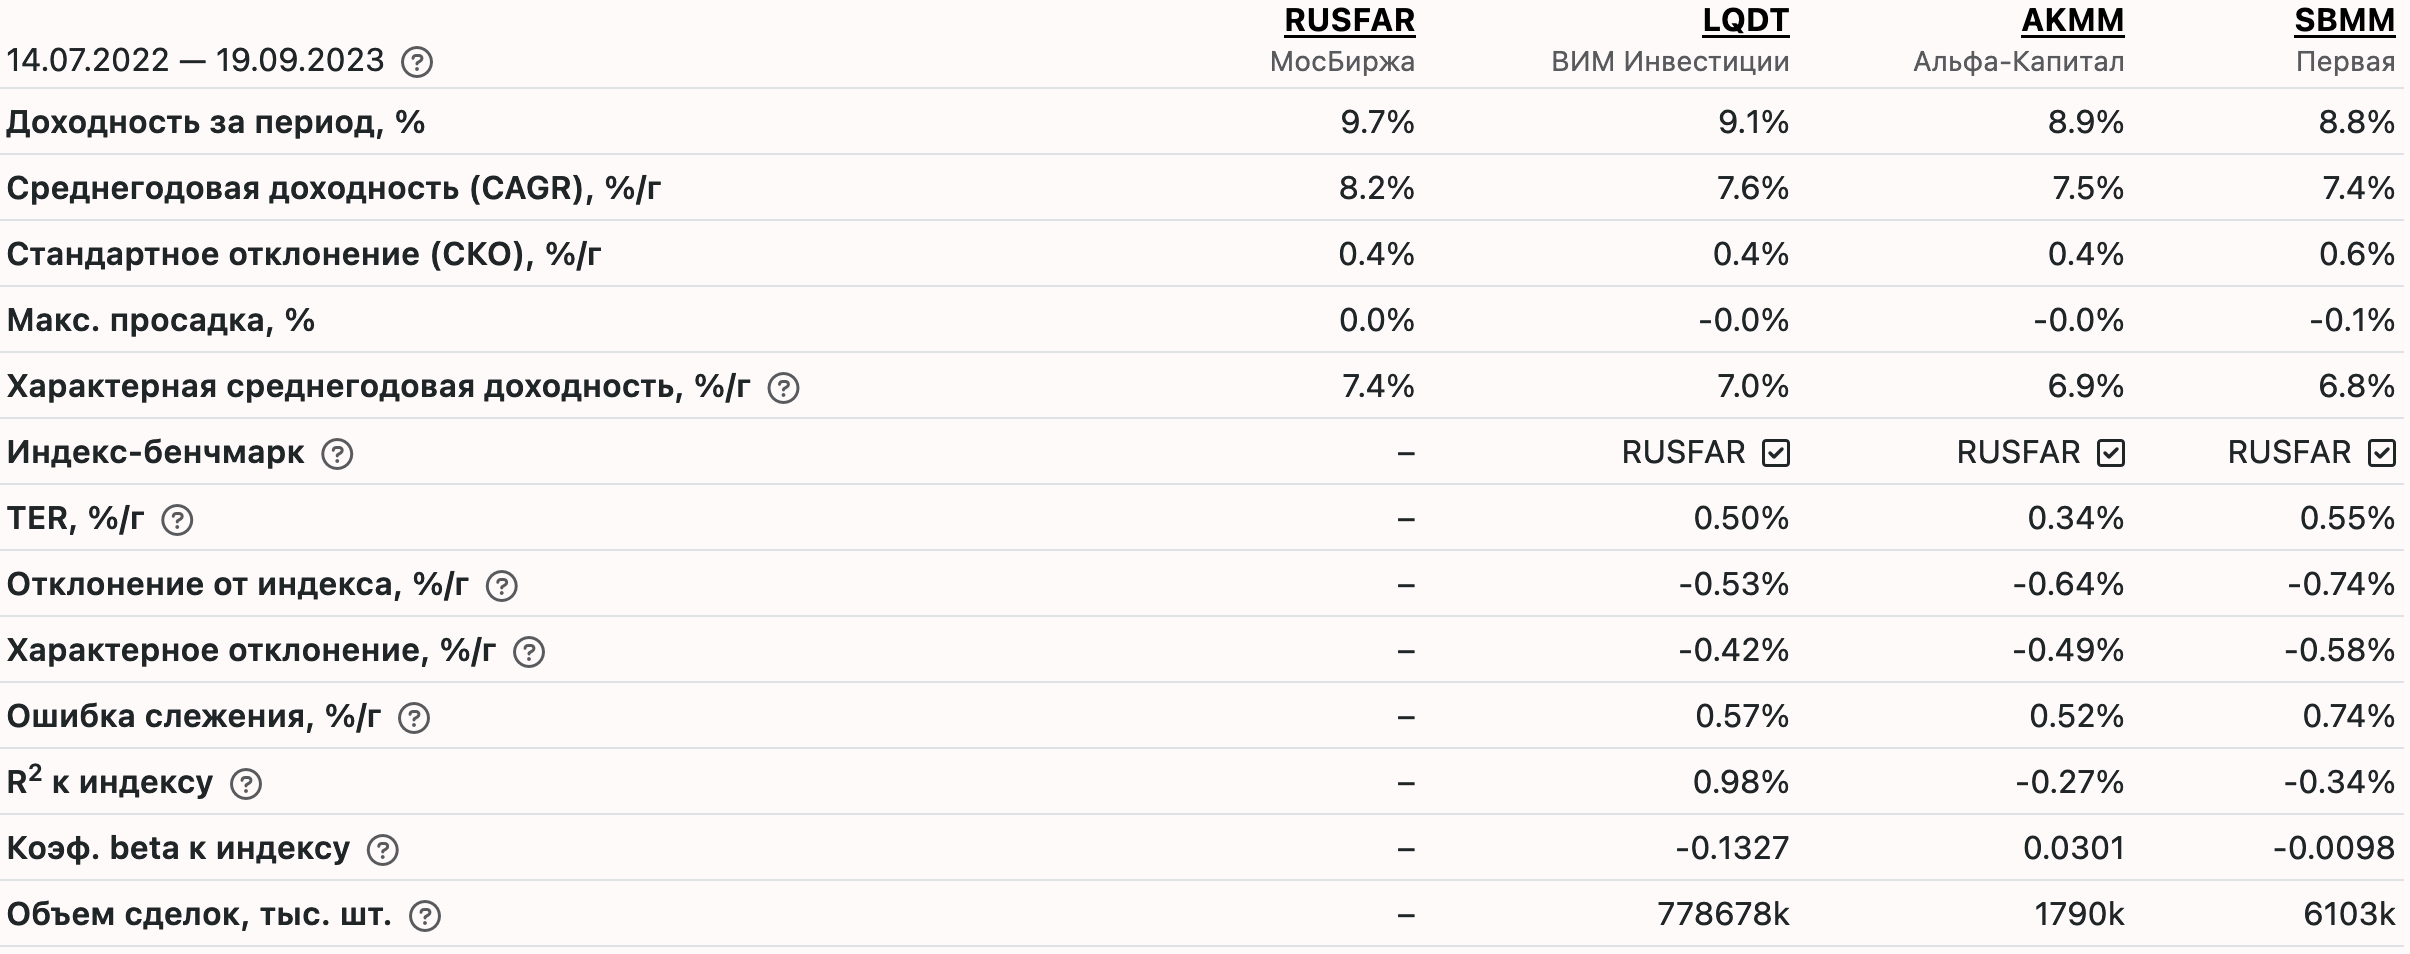 RUSFAR LQDT AKMM SBMM
14.07.2022 — 19.09.2023 ? МосБиржа ВИМ Инвестиции Альфа-Капитал Первая
Доходность за период, % 9.7% 9.1% 8.9% 8.8%
Среднегодовая доходность (CAGR), %/г 8.2% 7.6% 7.5% 7.4%
Стандартное отклонение (СКО), %/г 0.4% 0.4% 0.4% 0.6%
Макс. просадка, % 0.0% -0.0% -0.0% -0.1%
Характерная среднегодовая доходность, %/г ? 7.4% 7.0% 6.9% 6.8%
Индекс-бенчмарк ? – RUSFAR RUSFAR RUSFAR
TER, %/г ? – 0.50% 0.34% 0.55%
Отклонение от индекса, %/г ? – -0.53% -0.64% -0.74%
Характерное отклонение, %/г ? – -0.42% -0.49% -0.58%
Ошибка слежения, %/г ? – 0.57% 0.52% 0.74%
R² к индексу ? – 0.98% -0.27% -0.34%
Коэф. beta к индексу ? – -0.1327 0.0301 -0.0098
Объем сделок, тыс. шт. ? – 778678k 1790k 6103k